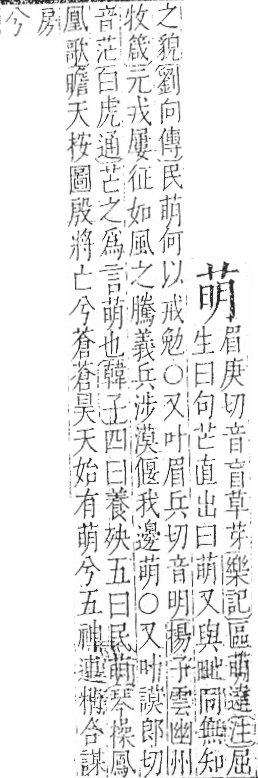 萌
眉庚切音盲草芽樂記區萌達注屈
生曰句芒直出曰萌又與甿同無知
之貌劉向傳民萌何以戒勉○又叶眉兵切音明揚子雲幽州
牧箴元戎屢征如風之騰義兵涉漠偃我邊萌○又叶謨郎切
音茫白虎通芒之爲言萌也韓子四曰養殃五曰民萌琴操鳳
凰歌瞻天桉圖殷將亡兮蒼蒼昊天始有萌兮五神連精合謀
房兮